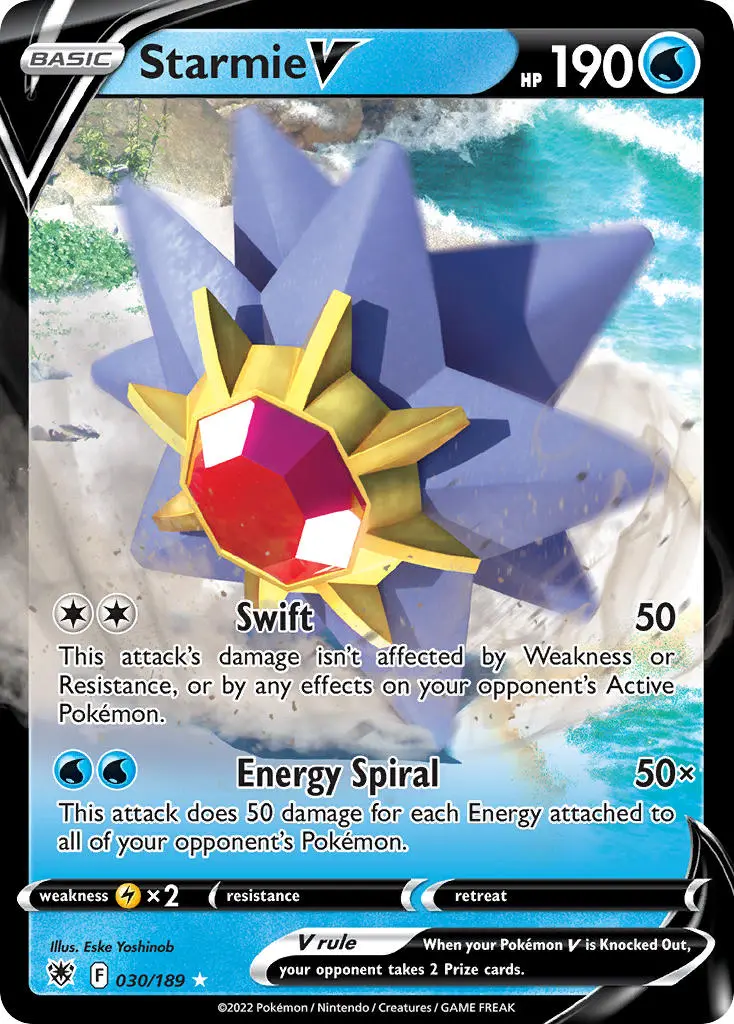 BASIC
Starmie V
HP 190
Swift 50
This attack's damage isn't affected by Weakness or
Resistance, or by any effects on your opponent's Active
Pokémon.
Energy Spiral 50×
This attack does 50 damage for each Energy attached to
all of your opponent's Pokémon.
weakness ×2 resistance retreat
Illus. Eske Yoshinob
V rule When your Pokémon V is Knocked Out,
your opponent takes 2 Prize cards.
F 030/189
©2022 Pokémon / Nintendo / Creatures / GAME FREAK